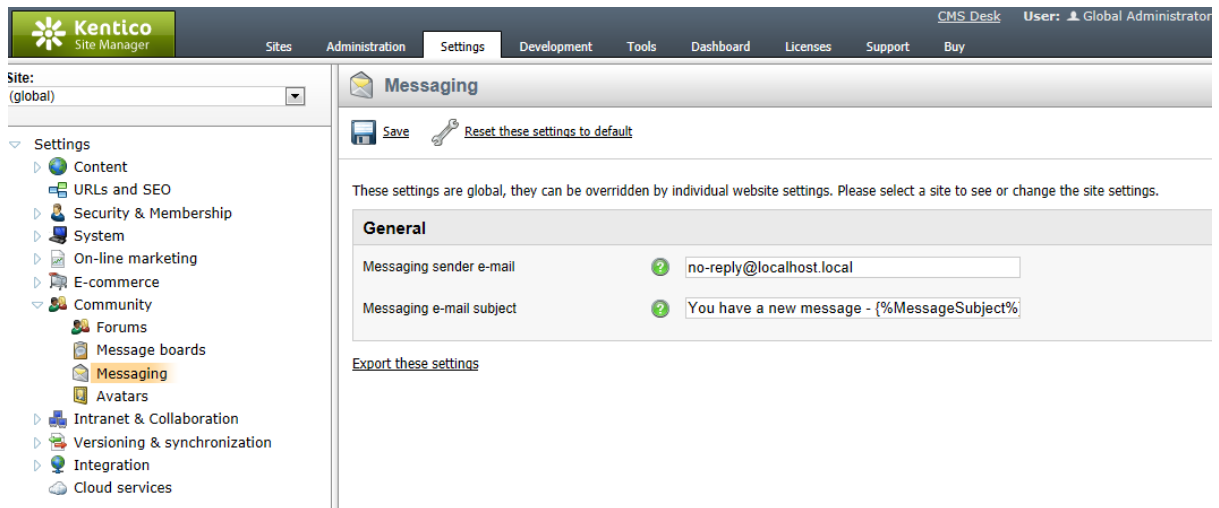 CMS Desk User: Global Administrator
Kentico
Site Manager
Sites Administration Settings Development Tools Dashboard Licenses Support Buy
Site:
(global)
Settings
Content
URLs and SEO
Security & Membership
System
On-line marketing
E-commerce
Community
Forums
Message boards
Messaging
Avatars
Intranet & Collaboration
Versioning & synchronization
Integration
Cloud services
Messaging
Save Reset these settings to default
These settings are global, they can be overridden by individual website settings. Please select a site to see or change the site settings.
General
Messaging sender e-mail ? no-reply@localhost.local
Messaging e-mail subject ? You have a new message - {%MessageSubject%
Export these settings